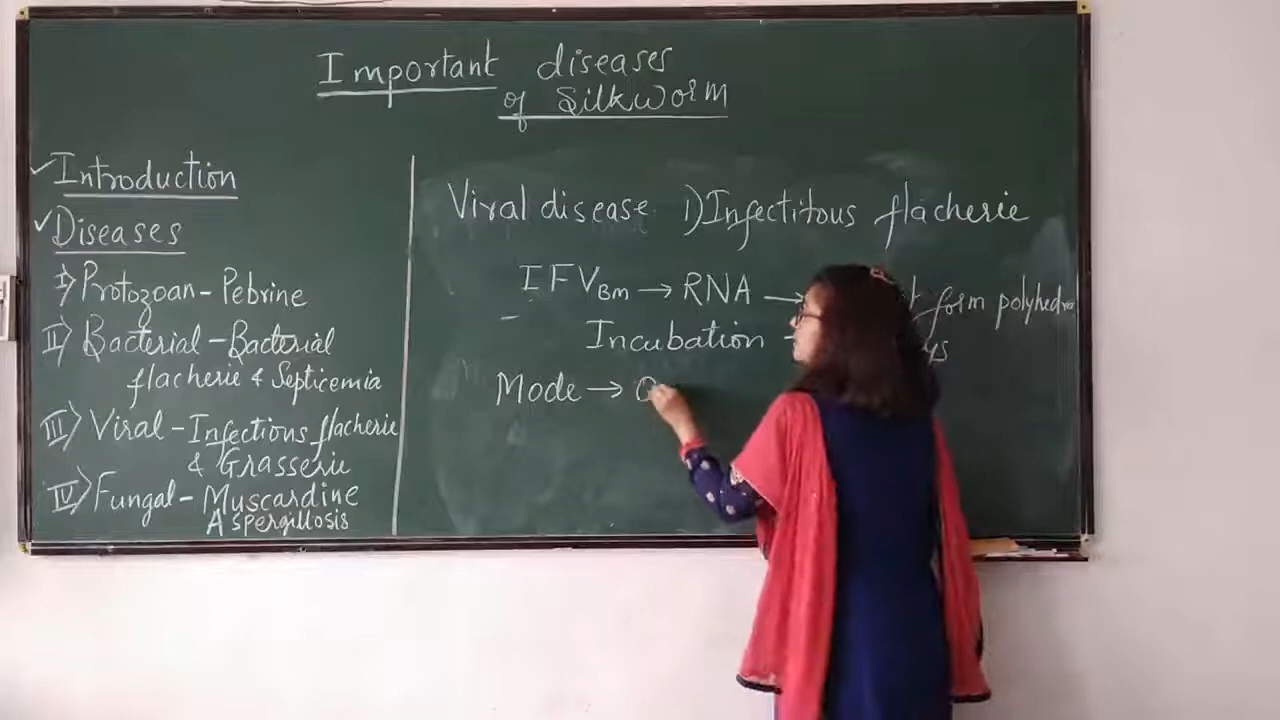 Important diseases
of Silkworm
Introduction
Diseases
I) Protozoan - Pebrine
II) Bacterial - Bacterial
flacherie & Septicemia
III) Viral - Infections flacherie
& Grasserie
IV) Fungal - Muscardine
Aspergillosis
Viral disease 1) Infectitous flacherie
IFVBm → RNA → form polyhedra
Incubation
Mode →